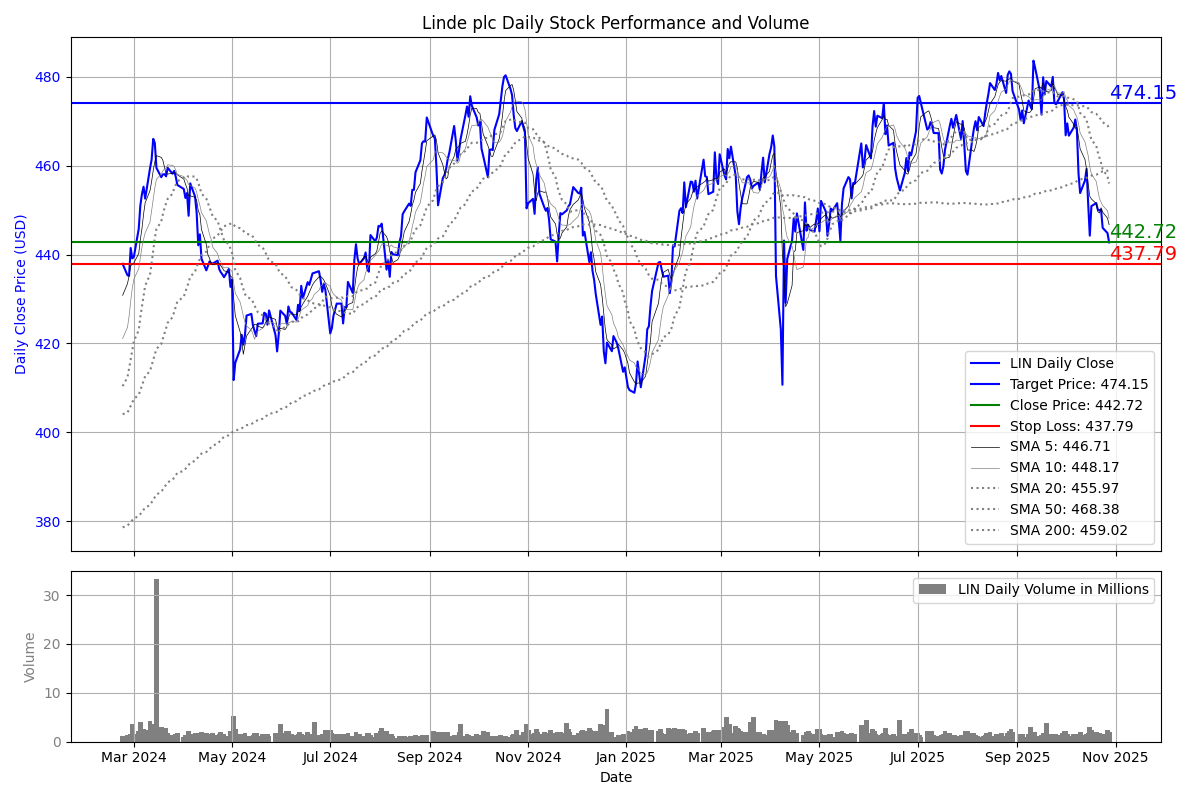 Linde plc Daily Stock Performance and Volume
Daily Close Price (USD)
480
460
440
420
400
380
474.15
442.72
437.79
LIN Daily Close
Target Price: 474.15
Close Price: 442.72
Stop Loss: 437.79
SMA 5: 446.71
SMA 10: 448.17
SMA 20: 455.97
SMA 50: 468.38
SMA 200: 459.02
Volume
30
20
10
0
LIN Daily Volume in Millions
Mar 2024 May 2024 Jul 2024 Sep 2024 Nov 2024 Jan 2025 Mar 2025 May 2025 Jul 2025 Sep 2025 Nov 2025
Date